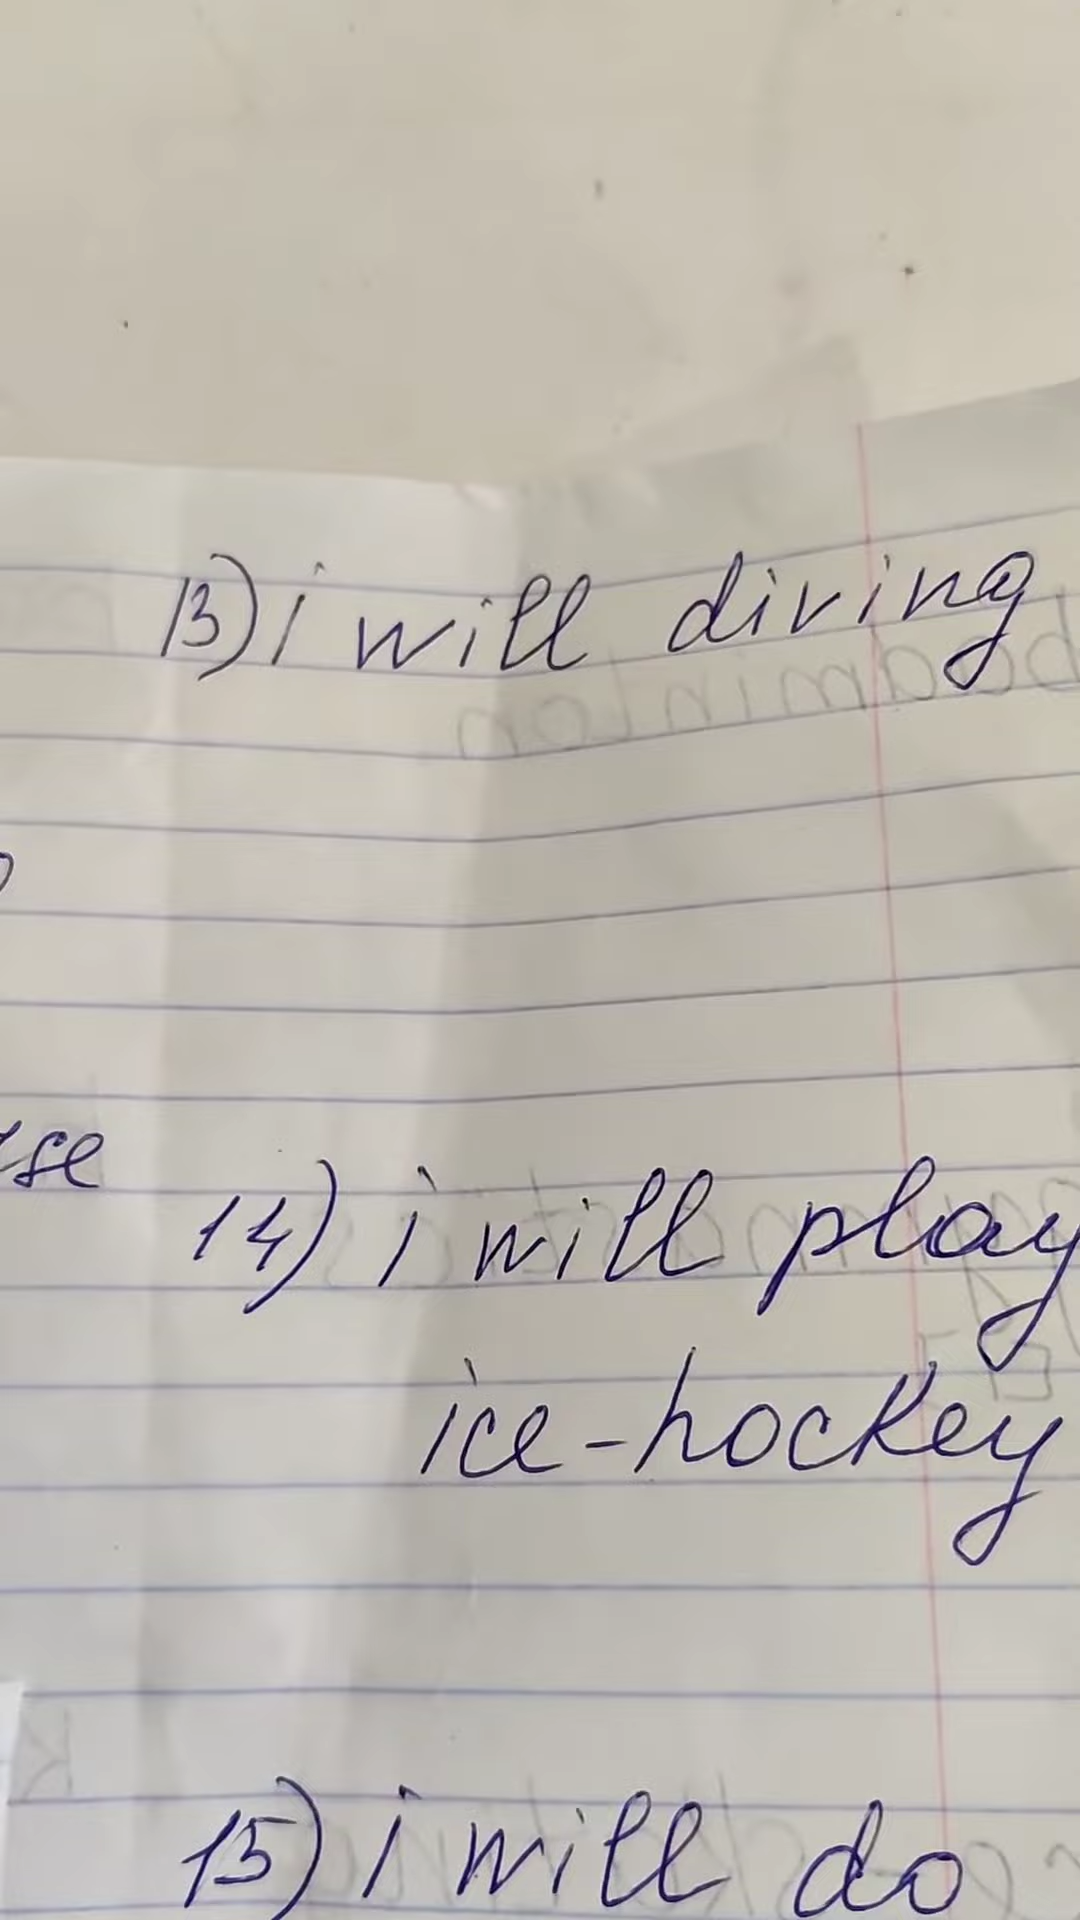 13) i will diving
14) i will play
ice-hockey
15) i will do